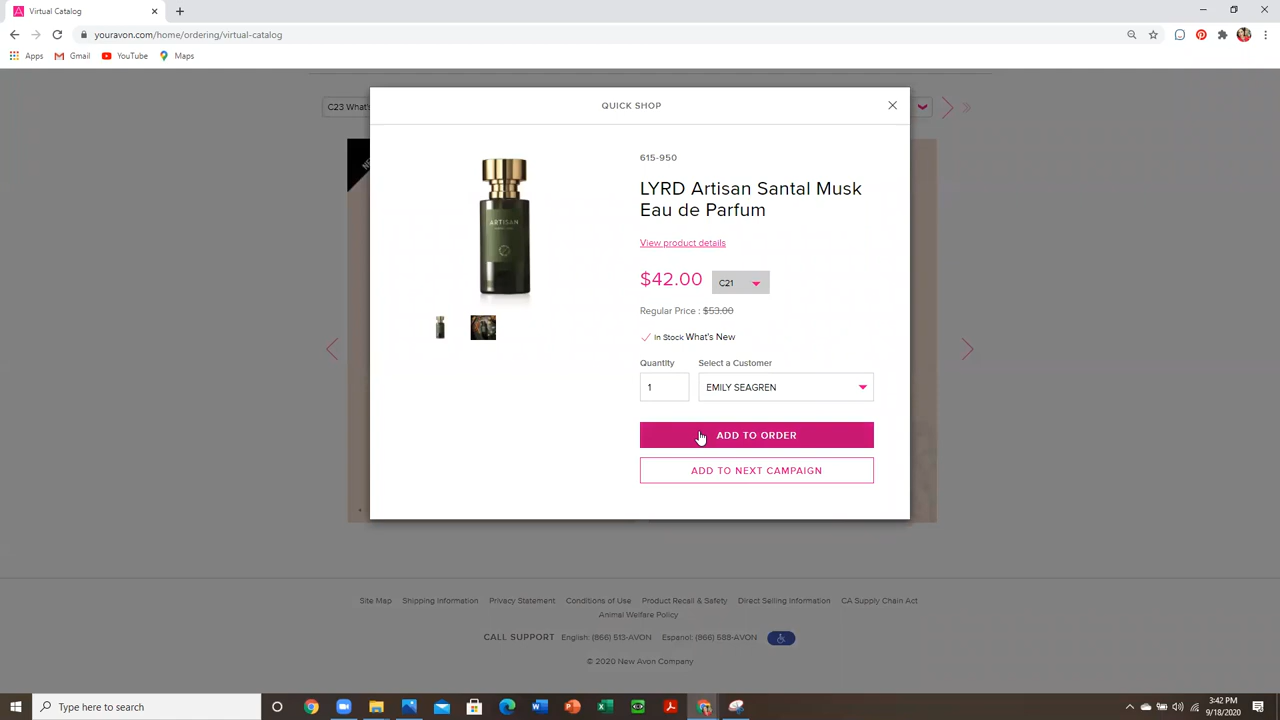 Virtual Catalog
youravon.com/home/ordering/virtual-catalog
Apps Gmail YouTube Maps
C23 What's
QUICK SHOP
615-950
LYRD Artisan Santal Musk
Eau de Parfum
View product details
$42.00 C21
Regular Price : $53.00
In Stock What's New
Quantity Select a Customer
1 EMILY SEAGREN
ADD TO ORDER
ADD TO NEXT CAMPAIGN
ARTISAN
Site Map Shipping Information Privacy Statement Conditions of Use Product Recall & Safety Direct Selling Information CA Supply Chain Act
Animal Welfare Policy
CALL SUPPORT English: (866) 513-AVON Espanol: (866) 588-AVON
© 2020 New Avon Company
Type here to search
3:42 PM
9/18/2020